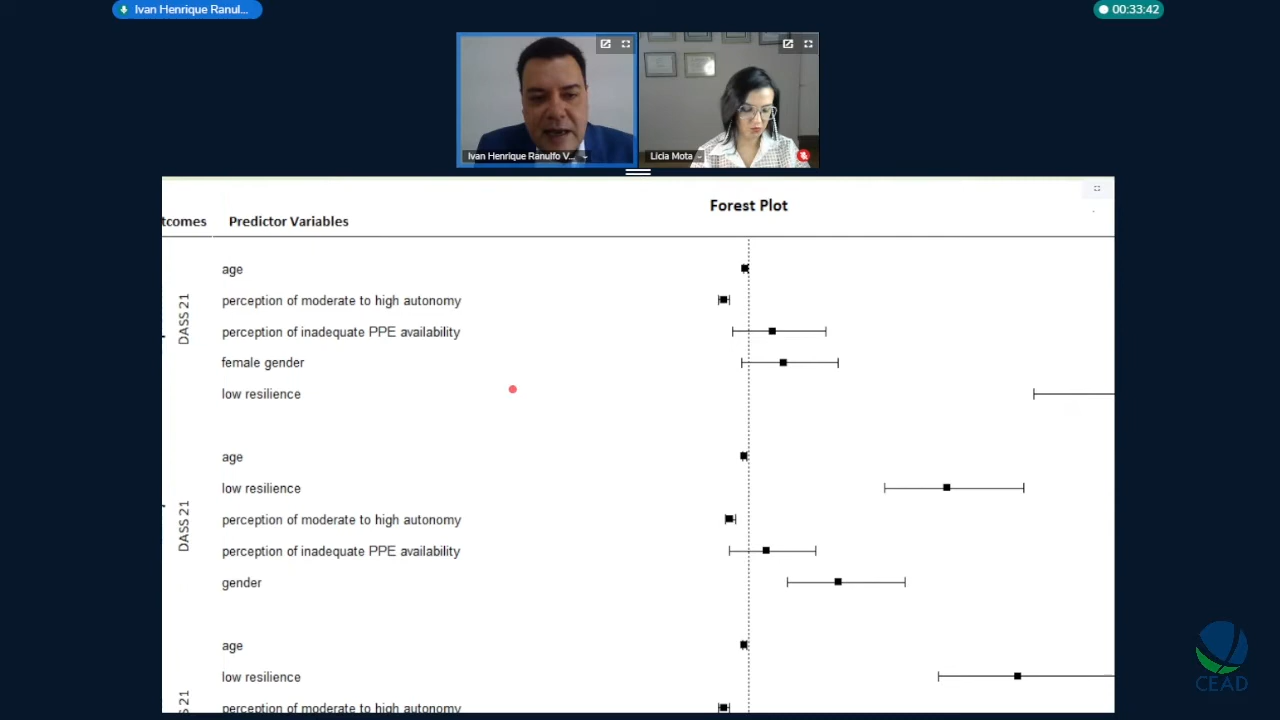 Ivan Henrique Ranul...
00:33:42
Ivan Henrique Ranulfo V...
Licia Mota
Forest Plot
tcomes
Predictor Variables
DASS 21
age
perception of moderate to high autonomy
perception of inadequate PPE availability
female gender
low resilience
DASS 21
age
low resilience
perception of moderate to high autonomy
perception of inadequate PPE availability
gender
S 21
age
low resilience
perception of moderate to high autonomy
CEAD